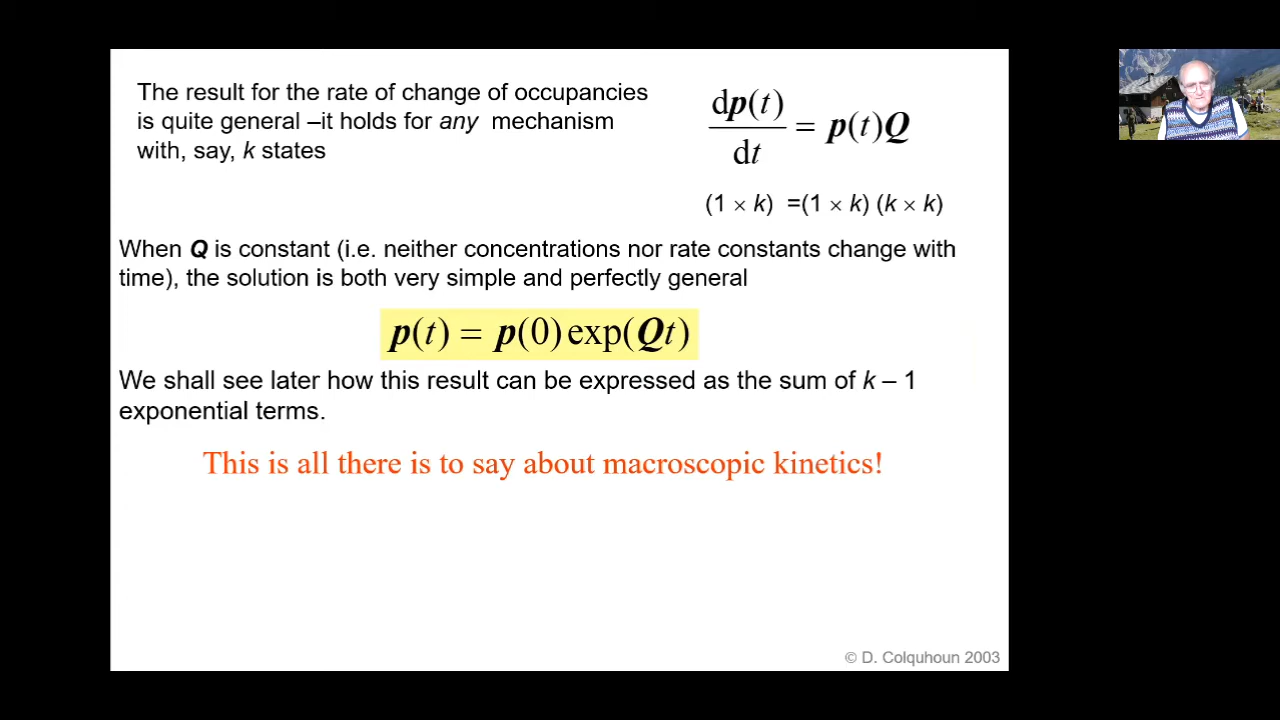 The result for the rate of change of occupancies
is quite general –it holds for any mechanism
with, say, k states
dp(t)/dt = p(t)Q
(1 × k) =(1 × k) (k × k)
When Q is constant (i.e. neither concentrations nor rate constants change with
time), the solution is both very simple and perfectly general
p(t) = p(0) exp(Qt)
We shall see later how this result can be expressed as the sum of k – 1
exponential terms.
This is all there is to say about macroscopic kinetics!
© D. Colquhoun 2003